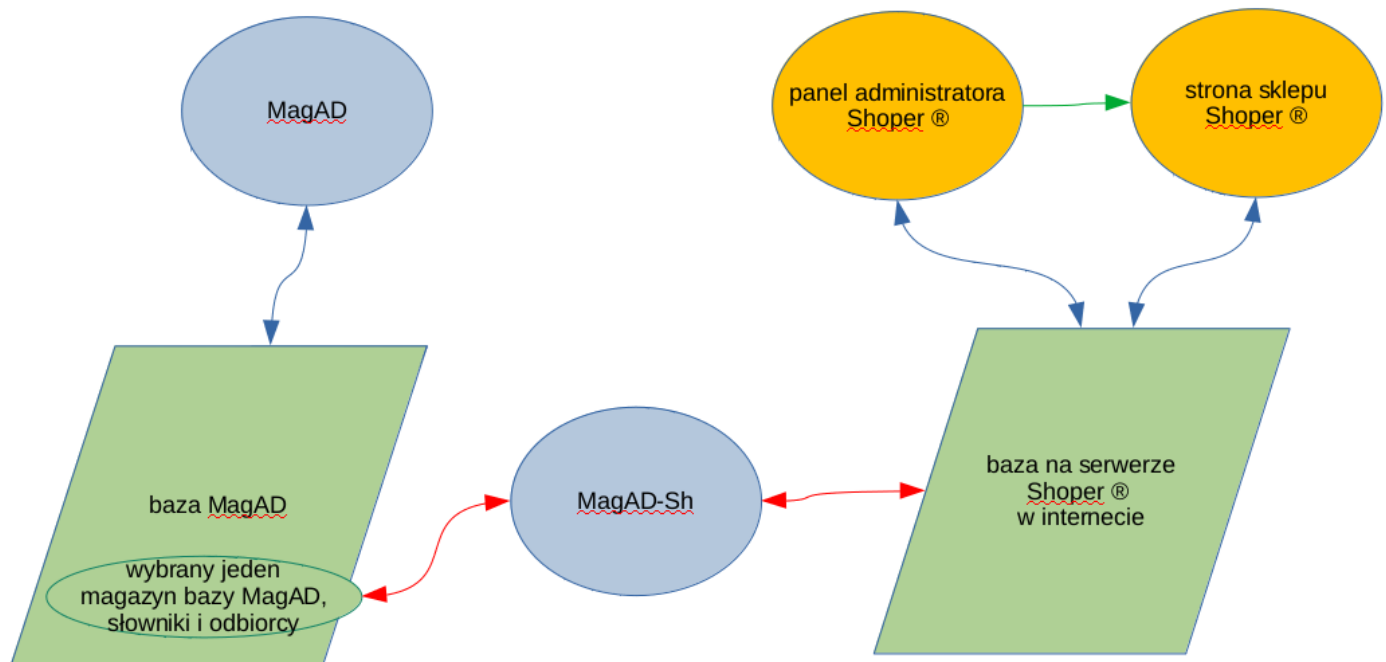 MagAD
panel administratora
Shoper ®
strona sklepu
Shoper ®
baza MagAD
wybrany jeden
magazyn bazy MagAD,
słowniki i odbiorcy
MagAD-Sh
baza na serwerze
Shoper ®
w internecie